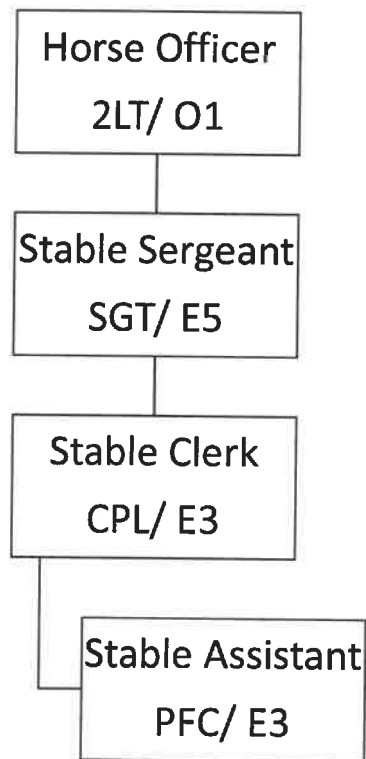 Horse Officer
2LT/ O1
Stable Sergeant
SGT/ E5
Stable Clerk
CPL/ E3
Stable Assistant
PFC/ E3